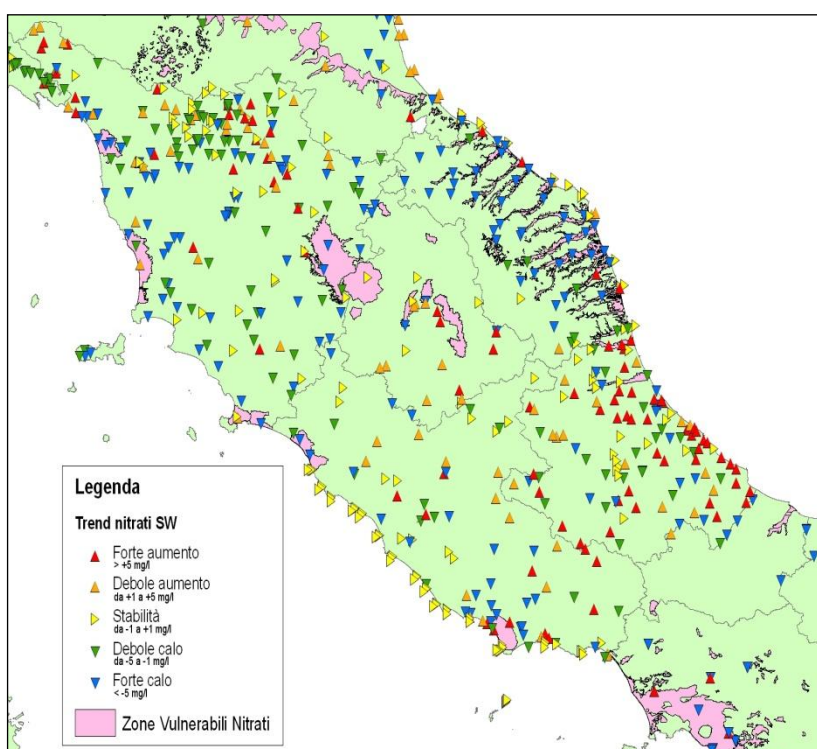 Legenda
Trend nitrati SW
Forte aumento
> +5 mg/l
Debole aumento
da +1 a +5 mg/l
Stabilità
da -1 a +1 mg/l
Debole calo
da -5 a -1 mg/l
Forte calo
< -5 mg/l
Zone Vulnerabili Nitrati